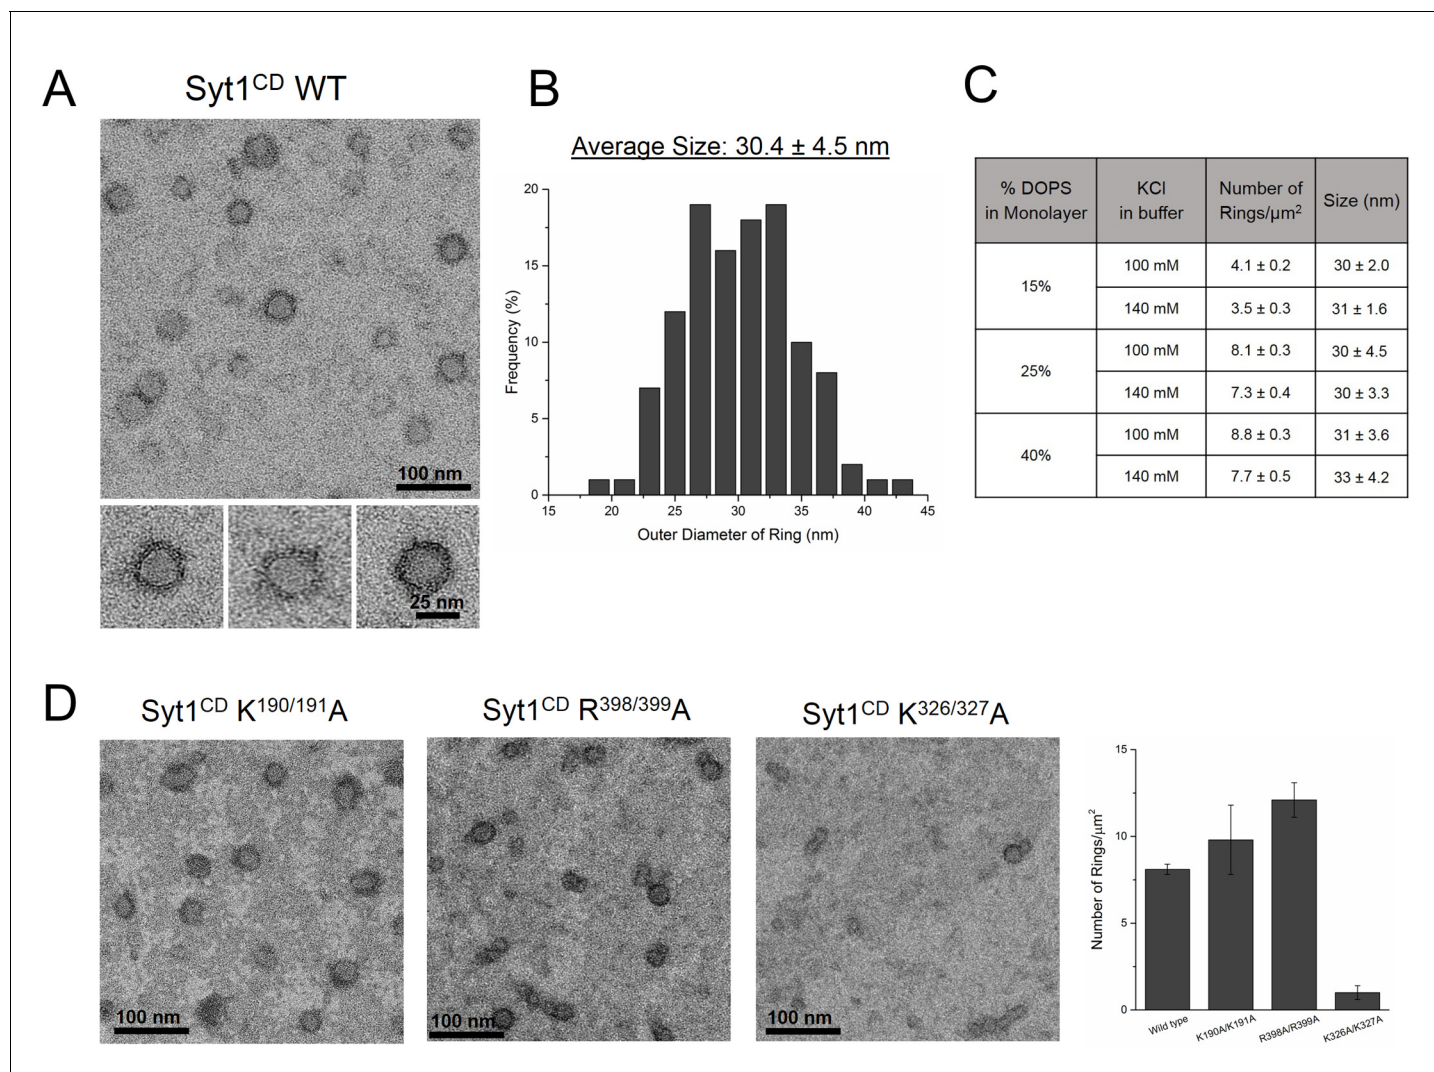 A
Syt1CD WT
100 nm
25 nm
B
Average Size: 30.4 ± 4.5 nm
Frequency (%)
20
15
10
5
0
15 20 25 30 35 40 45
Outer Diameter of Ring (nm)
C
% DOPS in Monolayer KCl in buffer Number of Rings/µm2 Size (nm)
15% 100 mM 4.1 ± 0.2 30 ± 2.0
140 mM 3.5 ± 0.3 31 ± 1.6
25% 100 mM 8.1 ± 0.3 30 ± 4.5
140 mM 7.3 ± 0.4 30 ± 3.3
40% 100 mM 8.8 ± 0.3 31 ± 3.6
140 mM 7.7 ± 0.5 33 ± 4.2
D
Syt1CD K190/191A
100 nm
Syt1CD R398/399A
100 nm
Syt1CD K326/327A
100 nm
Number of Rings/µm2
15
10
5
0
Wild type K190A/K191A R398A/R399A K326A/K327A